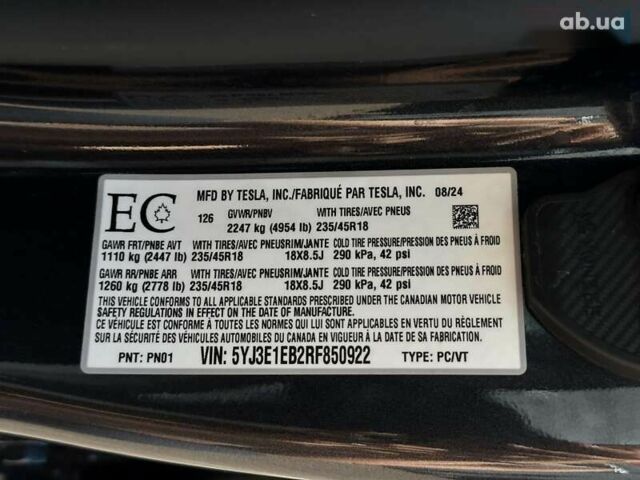 ab.ua
EC MFD BY TESLA, INC./FABRIQUÉ PAR TESLA, INC. 08/24
126 GVWR/PNBV WITH TIRES/AVEC PNEUS
2247 kg (4954 lb) 235/45R18
GAWR FRT/PNBE AVT WITH TIRES/AVEC PNEUS RIM/JANTE COLD TIRE PRESSURE/PRESSION DES PNEUS À FROID
1110 kg (2447 lb) 235/45R18 18X8.5J 290 kPa, 42 psi
GAWR RR/PNBE ARR WITH TIRES/AVEC PNEUS RIM/JANTE COLD TIRE PRESSURE/PRESSION DES PNEUS À FROID
1260 kg (2778 lb) 235/45R18 18X8.5J 290 kPa, 42 psi
THIS VEHICLE CONFORMS TO ALL APPLICABLE STANDARDS PRESCRIBED UNDER THE CANADIAN MOTOR VEHICLE
SAFETY REGULATIONS IN EFFECT ON THE DATE OF MANUFACTURE.
CE VÉHICULE EST CONFORME À TOUTES LES NORMES QUI LUI SONT APPLICABLES EN VERTU DU RÈGLEMENT
SUR LA SÉCURITÉ DES VÉHICULES AUTOMOBILES DU CANADA EN VIGUEUR À LA DATE DE SA FABRICATION.
PNT: PN01 VIN: 5YJ3E1EB2RF850922 TYPE: PC/VT